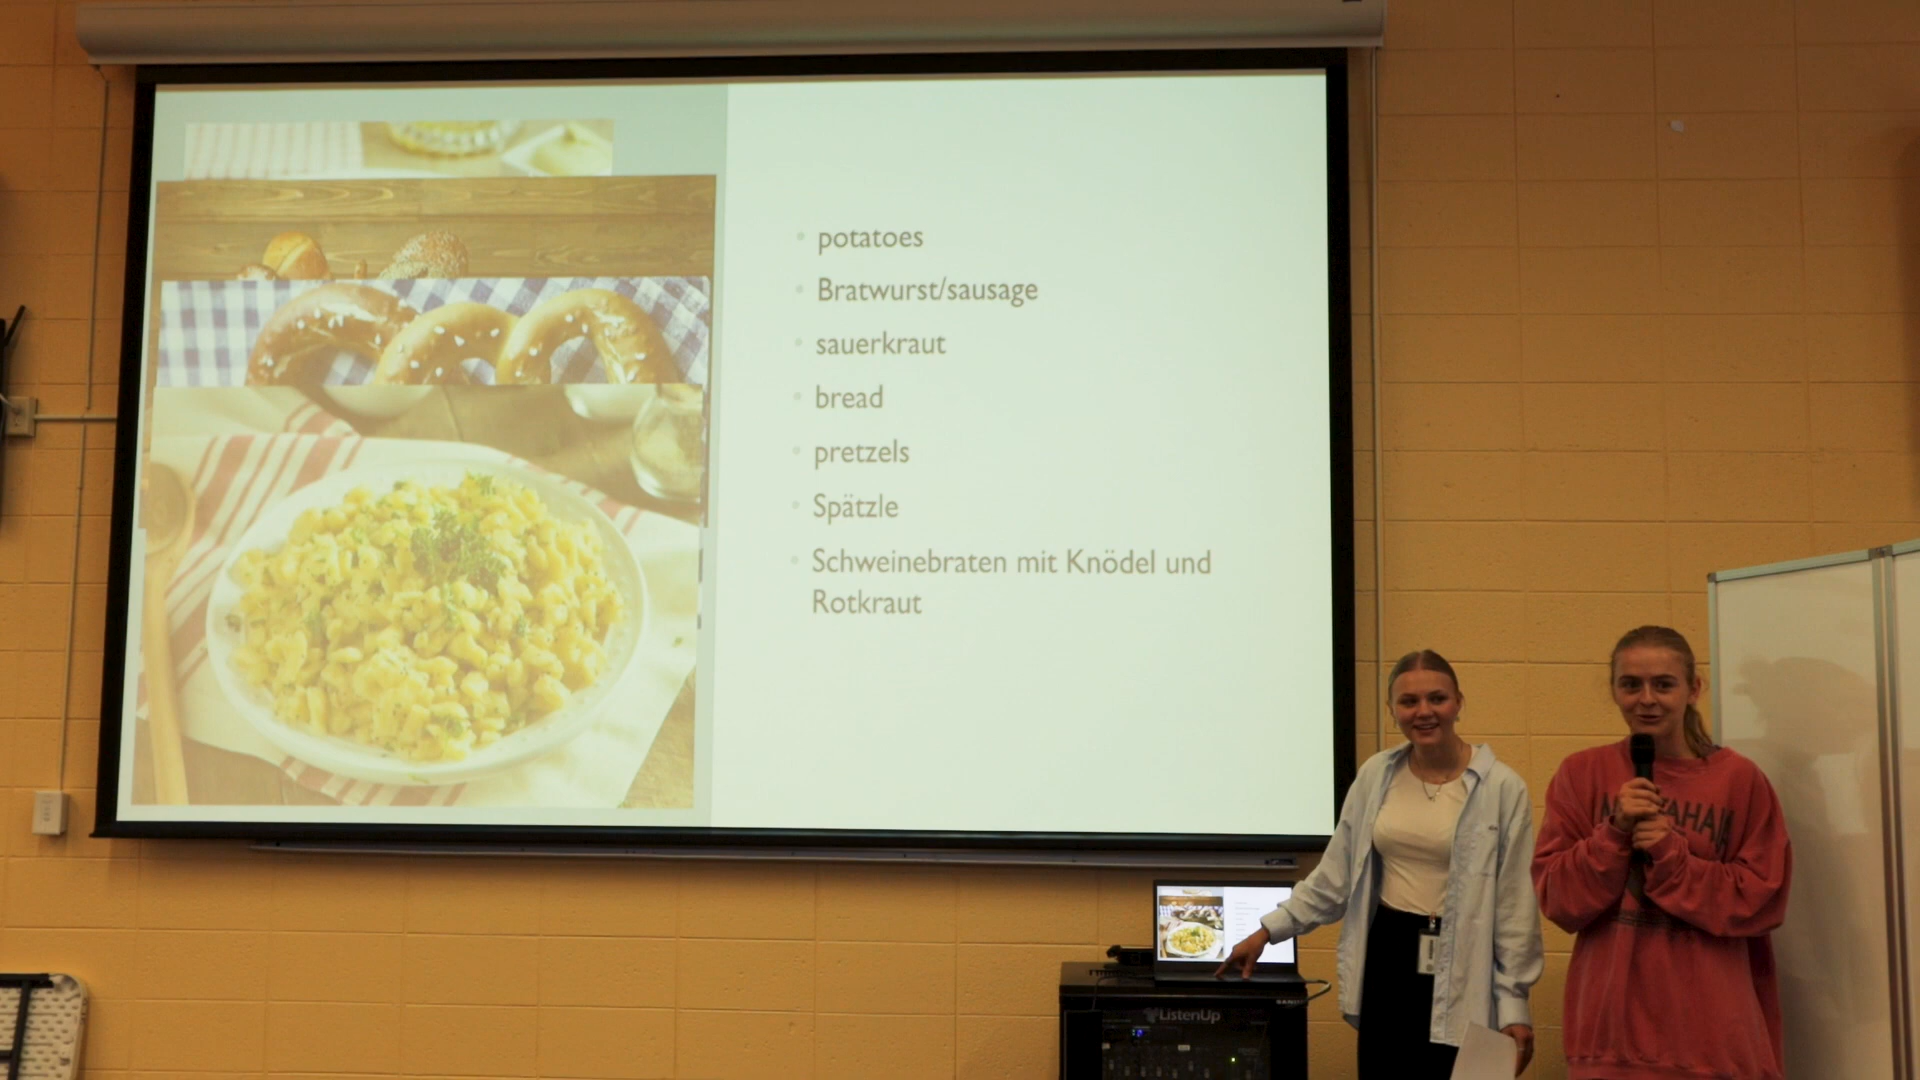 potatoes
Bratwurst/sausage
sauerkraut
bread
pretzels
Spätzle
Schweinebraten mit Knödel und
Rotkraut
ListenUp